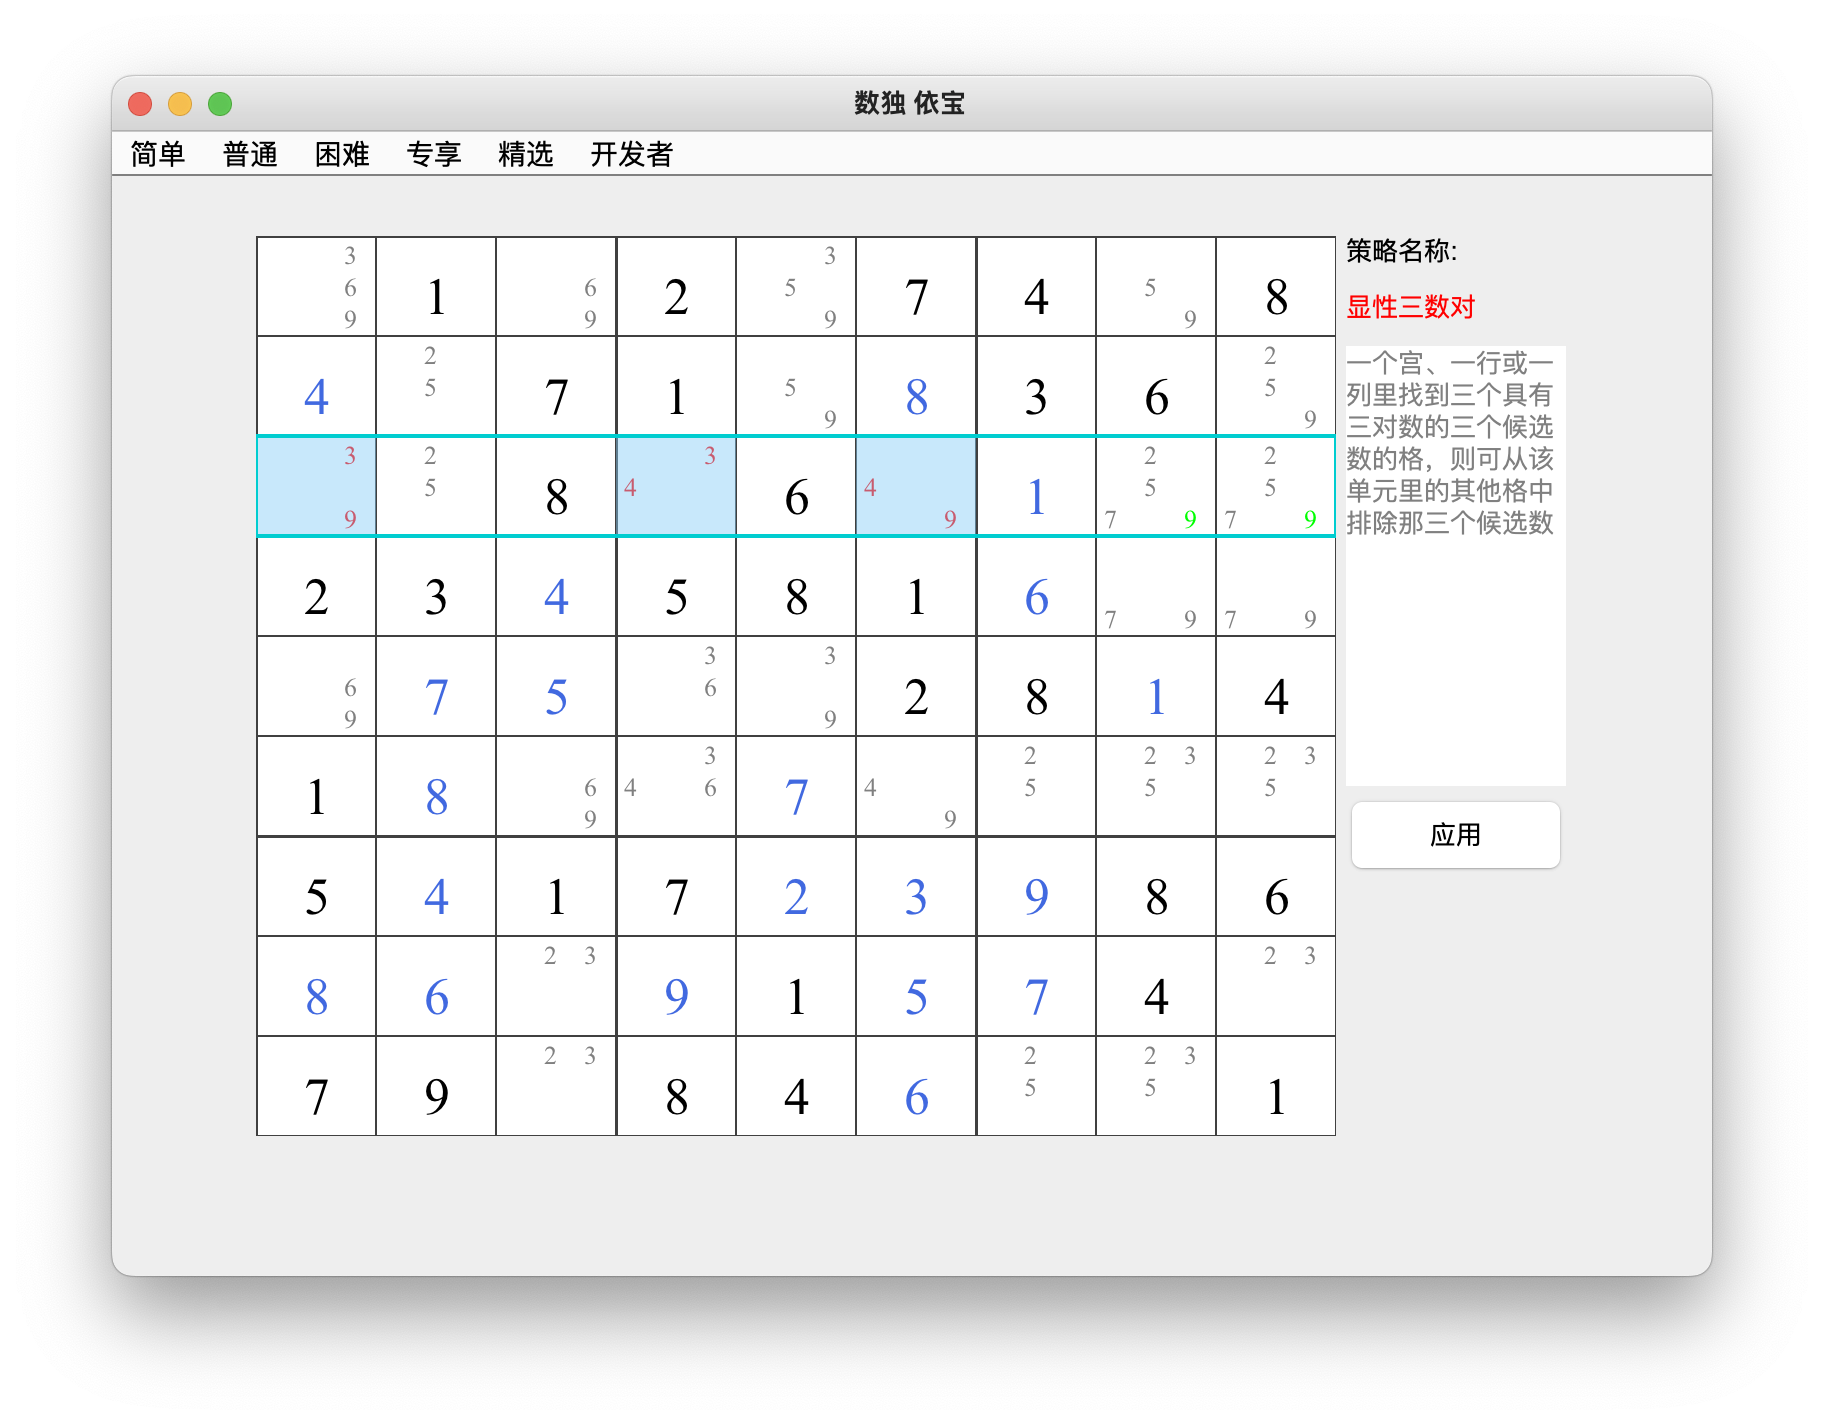 数独 依宝
简单 普通 困难 专享 精选 开发者
3 3
1 6 9 2 5 9 7 4 5 9 8
6
9
4 2 5 7 1 5 9 8 3 6 2 5 9
3 9 2 5 8 3 4 6 4 9 1 2 5 7 9 2 5 7 9
2 3 4 5 8 1 6 7 9 7 9
6 9 7 5 3 6 3 9 2 8 1 4
1 8 6 9 3 4 6 7 4 9 2 5 2 3 5 2 3 5
5 4 1 7 2 3 9 8 6
8 6 2 3 9 1 5 7 4 2 3
7 9 2 3 8 4 6 2 5 2 3 5 1
策略名称:
显性三数对
一个宫、一行或一
列里找到三个具有
三对数的三个候选
数的格，则可从该
单元里的其他格中
排除那三个候选数
应用